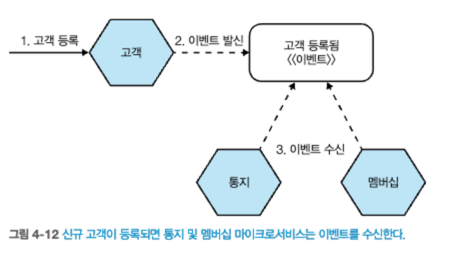 1. 고객 등록
고객
2. 이벤트 발신
고객 등록됨
《이벤트》
3. 이벤트 수신
통지
멤버십
그림 4-12 신규 고객이 등록되면 통지 및 멤버십 마이크로서비스는 이벤트를 수신한다.